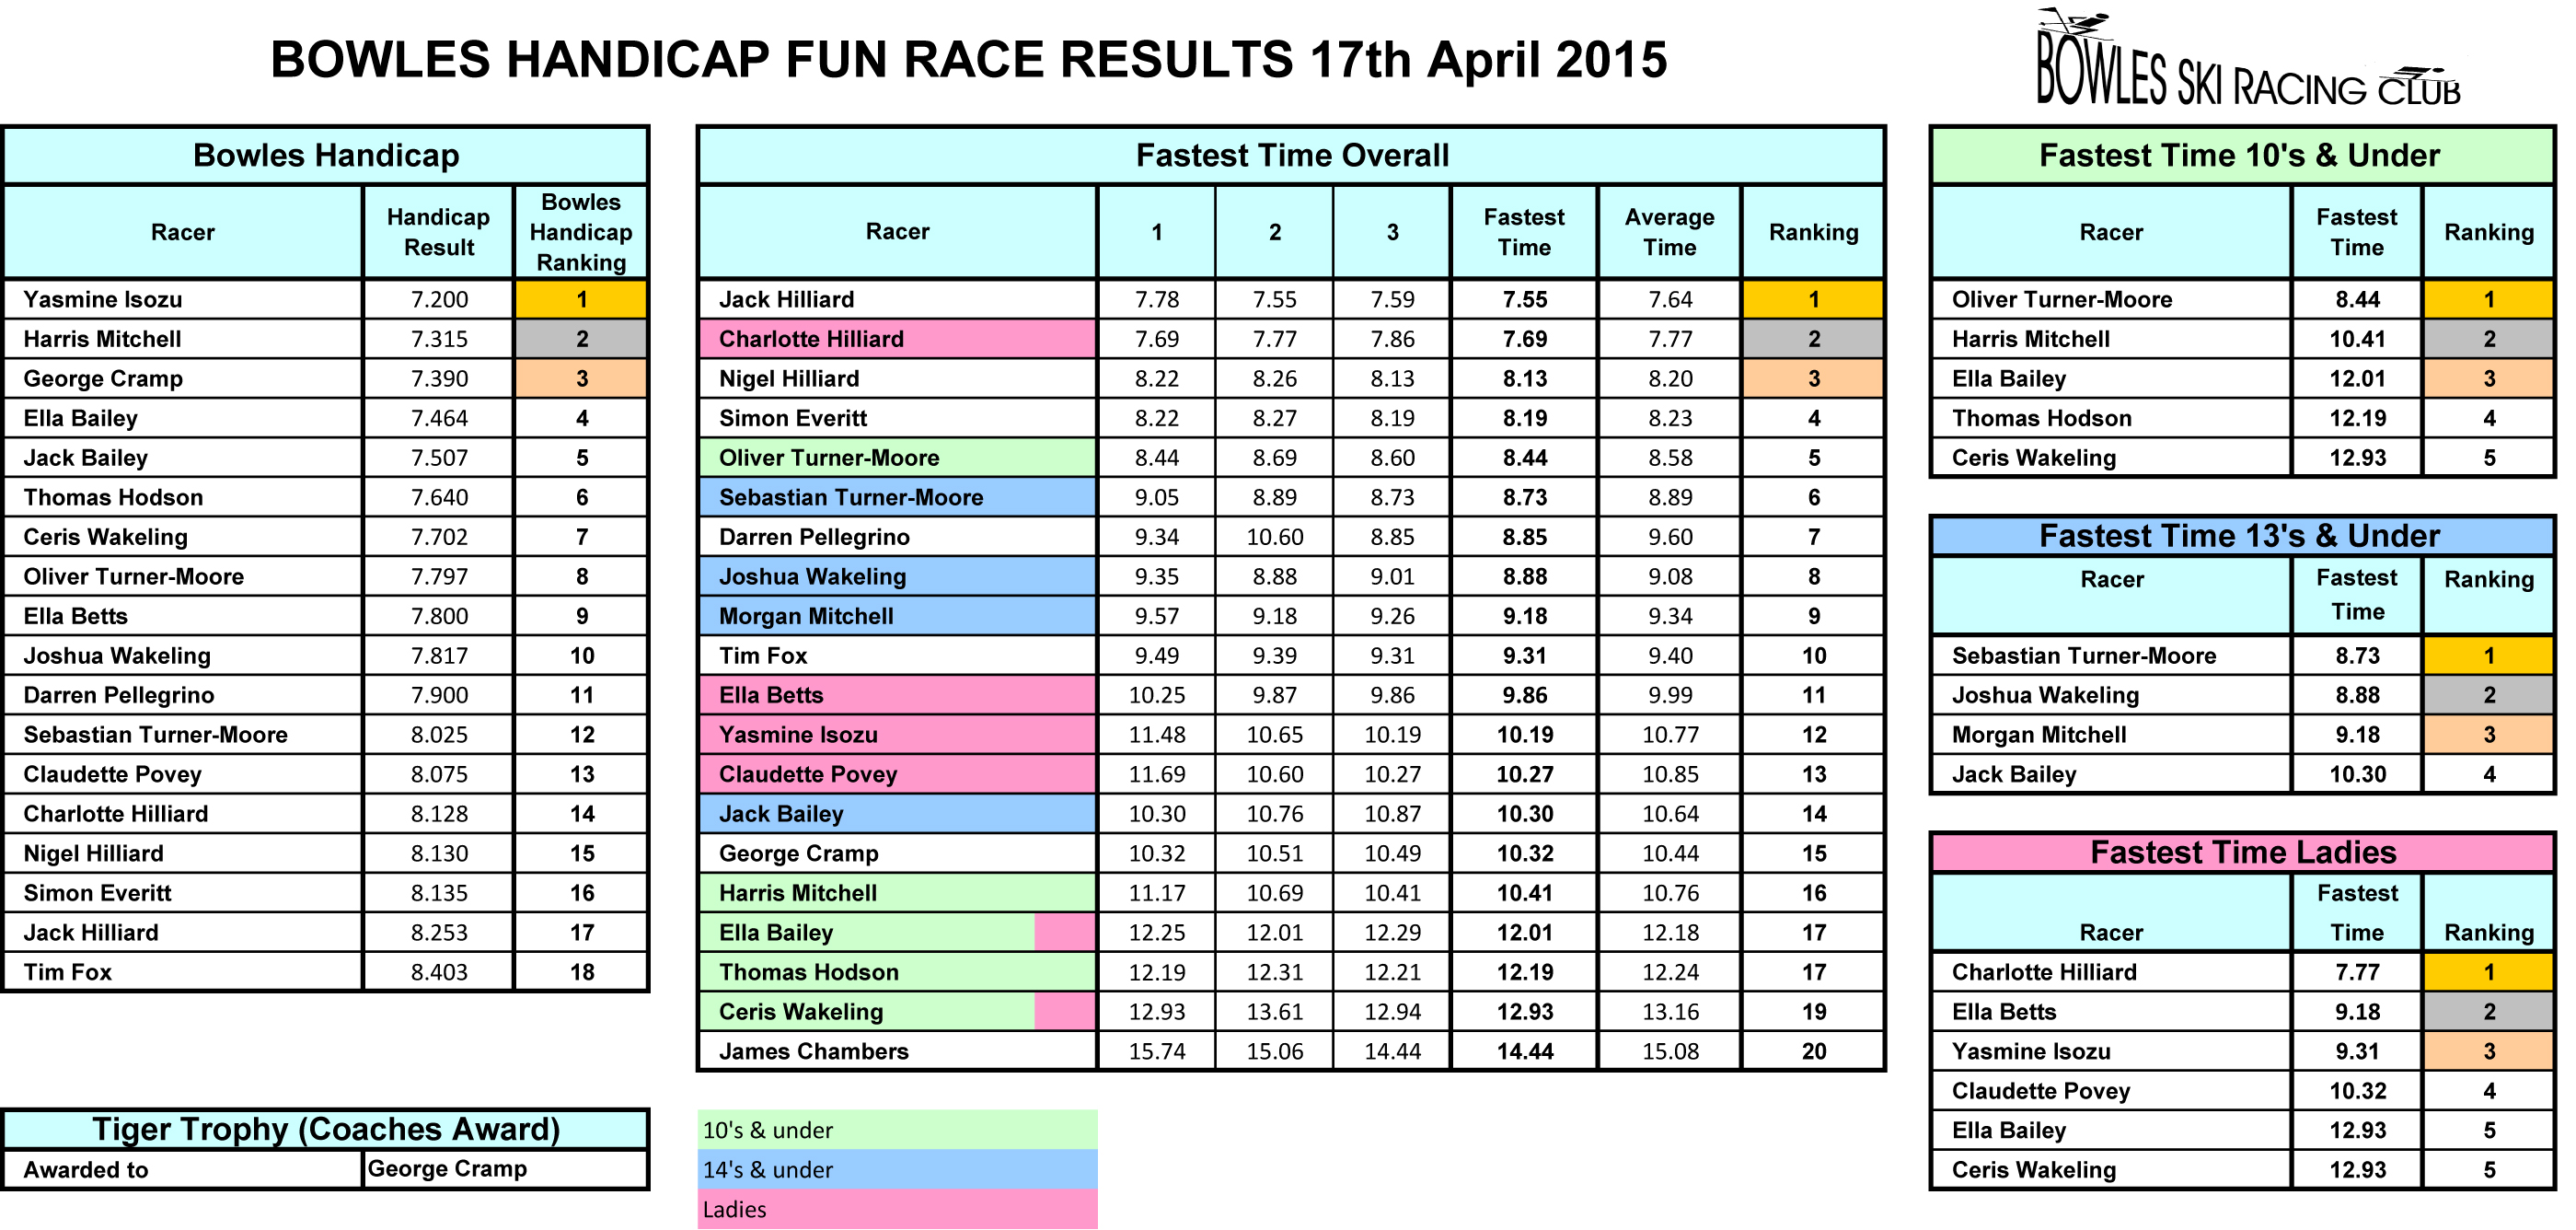 BOWLES HANDICAP FUN RACE RESULTS 17th April 2015
BOWLES SKI RACING CLUB
Bowles Handicap
Racer Handicap Result Bowles Handicap Ranking
Yasmine Isozu 7.200 1
Harris Mitchell 7.315 2
George Cramp 7.390 3
Ella Bailey 7.464 4
Jack Bailey 7.507 5
Thomas Hodson 7.640 6
Ceris Wakeling 7.702 7
Oliver Turner-Moore 7.797 8
Ella Betts 7.800 9
Joshua Wakeling 7.817 10
Darren Pellegrino 7.900 11
Sebastian Turner-Moore 8.025 12
Claudette Povey 8.075 13
Charlotte Hilliard 8.128 14
Nigel Hilliard 8.130 15
Simon Everitt 8.135 16
Jack Hilliard 8.253 17
Tim Fox 8.403 18
Tiger Trophy (Coaches Award)
Awarded to George Cramp
Fastest Time Overall
Racer 1 2 3 Fastest Time Average Time Ranking
Jack Hilliard 7.78 7.55 7.59 7.55 7.64 1
Charlotte Hilliard 7.69 7.77 7.86 7.69 7.77 2
Nigel Hilliard 8.22 8.26 8.13 8.13 8.20 3
Simon Everitt 8.22 8.27 8.19 8.19 8.23 4
Oliver Turner-Moore 8.44 8.69 8.60 8.44 8.58 5
Sebastian Turner-Moore 9.05 8.89 8.73 8.73 8.89 6
Darren Pellegrino 9.34 10.60 8.85 8.85 9.60 7
Joshua Wakeling 9.35 8.88 9.01 8.88 9.08 8
Morgan Mitchell 9.57 9.18 9.26 9.18 9.34 9
Tim Fox 9.49 9.39 9.31 9.31 9.40 10
Ella Betts 10.25 9.87 9.86 9.86 9.99 11
Yasmine Isozu 11.48 10.65 10.19 10.19 10.77 12
Claudette Povey 11.69 10.60 10.27 10.27 10.85 13
Jack Bailey 10.30 10.76 10.87 10.30 10.64 14
George Cramp 10.32 10.51 10.49 10.32 10.44 15
Harris Mitchell 11.17 10.69 10.41 10.41 10.76 16
Ella Bailey 12.25 12.01 12.29 12.01 12.18 17
Thomas Hodson 12.19 12.31 12.21 12.19 12.24 17
Ceris Wakeling 12.93 13.61 12.94 12.93 13.16 19
James Chambers 15.74 15.06 14.44 14.44 15.08 20
10's & under
14's & under
Ladies
Fastest Time 10's & Under
Racer Fastest Time Ranking
Oliver Turner-Moore 8.44 1
Harris Mitchell 10.41 2
Ella Bailey 12.01 3
Thomas Hodson 12.19 4
Ceris Wakeling 12.93 5
Fastest Time 13's & Under
Racer Fastest Time Ranking
Sebastian Turner-Moore 8.73 1
Joshua Wakeling 8.88 2
Morgan Mitchell 9.18 3
Jack Bailey 10.30 4
Fastest Time Ladies
Racer Fastest Time Ranking
Charlotte Hilliard 7.77 1
Ella Betts 9.18 2
Yasmine Isozu 9.31 3
Claudette Povey 10.32 4
Ella Bailey 12.93 5
Ceris Wakeling 12.93 5